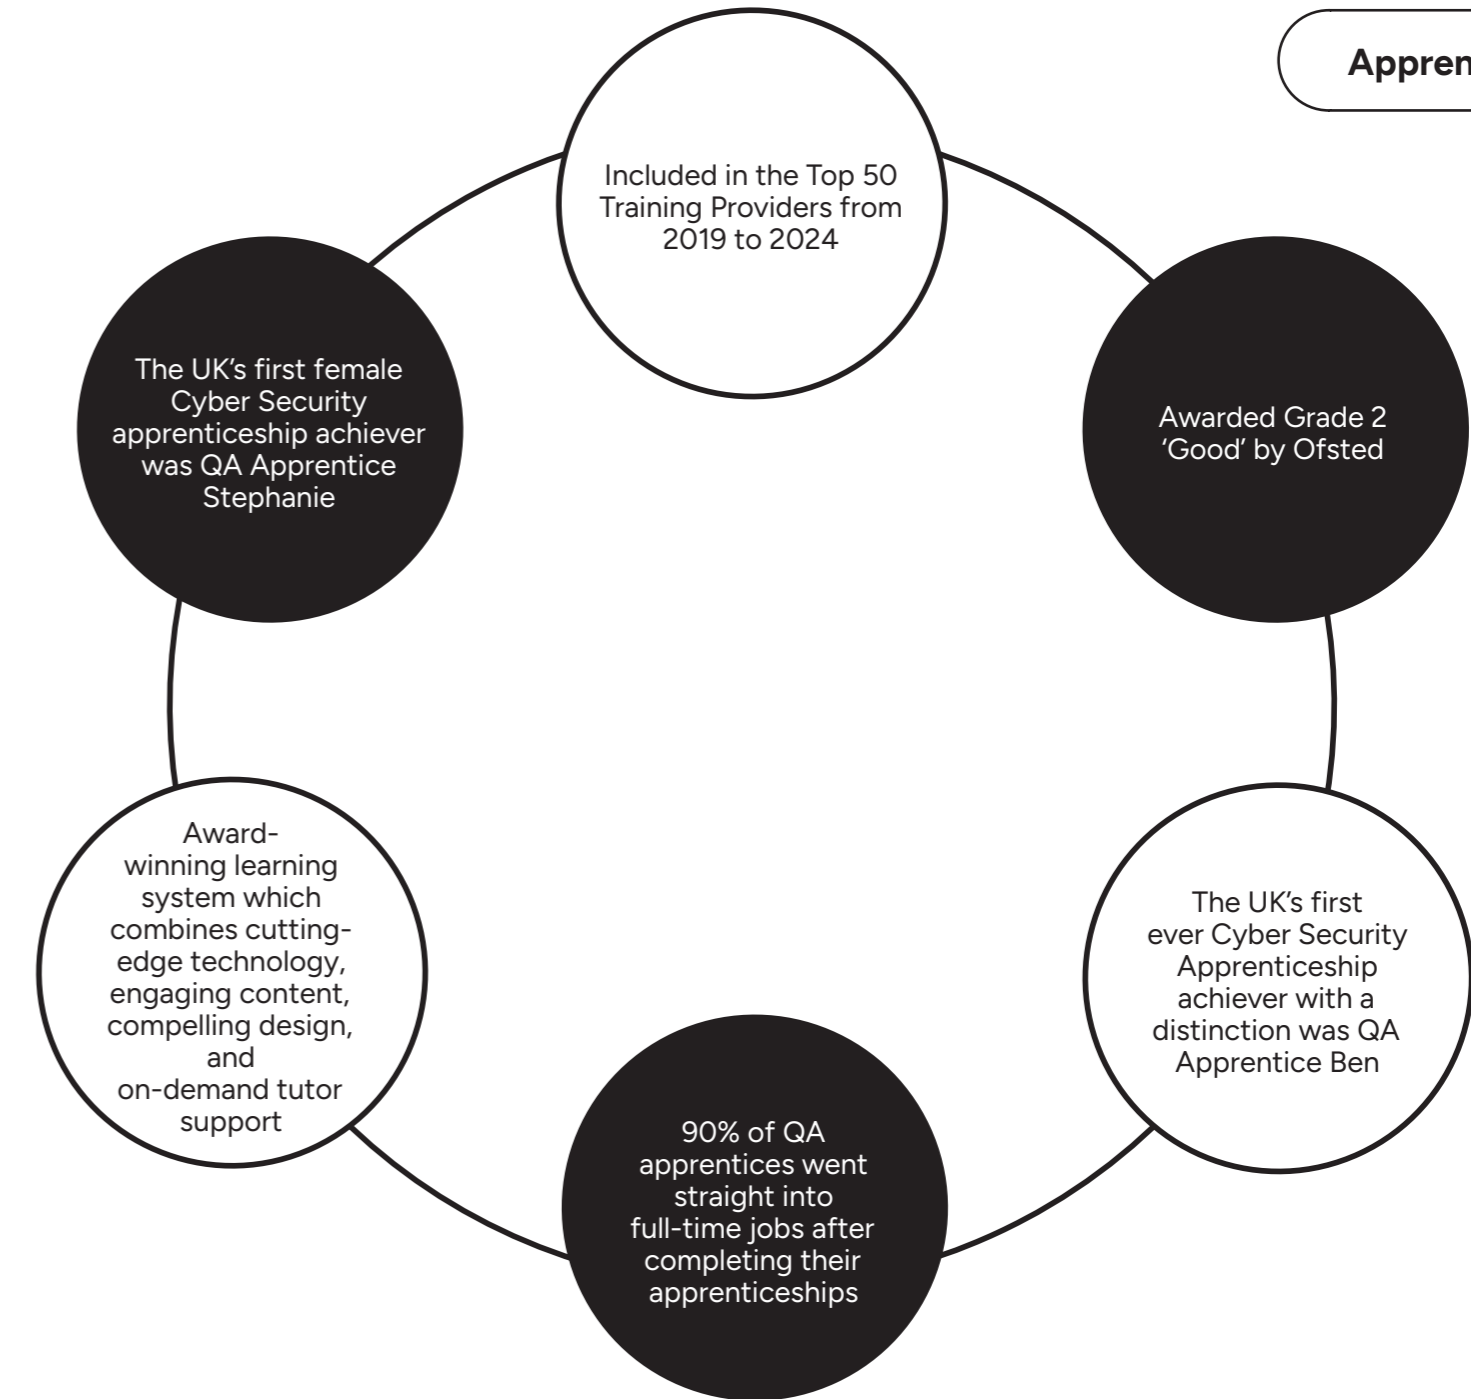 Appren
Included in the Top 50
Training Providers from
2019 to 2024
Awarded Grade 2
‘Good’ by Ofsted
The UK’s first
ever Cyber Security
Apprenticeship
achiever with a
distinction was QA
Apprentice Ben
90% of QA
apprentices went
straight into
full-time jobs after
completing their
apprenticeships
Award-
winning learning
system which
combines cutting-
edge technology,
engaging content,
compelling design,
and
on-demand tutor
support
The UK’s first female
Cyber Security
apprenticeship achiever
was QA Apprentice
Stephanie